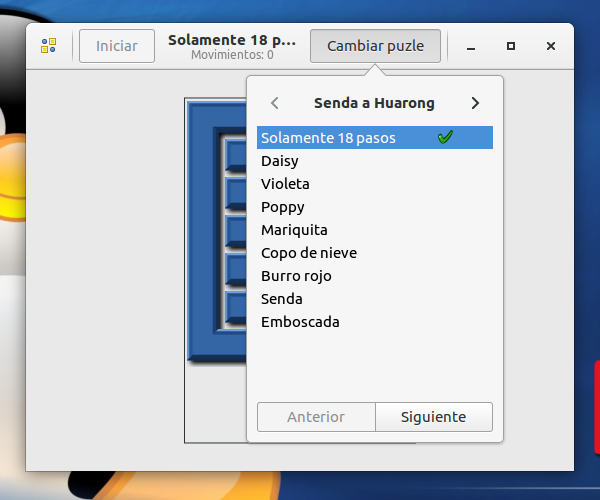 Iniciar
Solamente 18 p...
Movimientos: 0
Cambiar puzle
Senda a Huarong
Solamente 18 pasos
Daisy
Violeta
Poppy
Mariquita
Copo de nieve
Burro rojo
Senda
Emboscada
Anterior
Siguiente